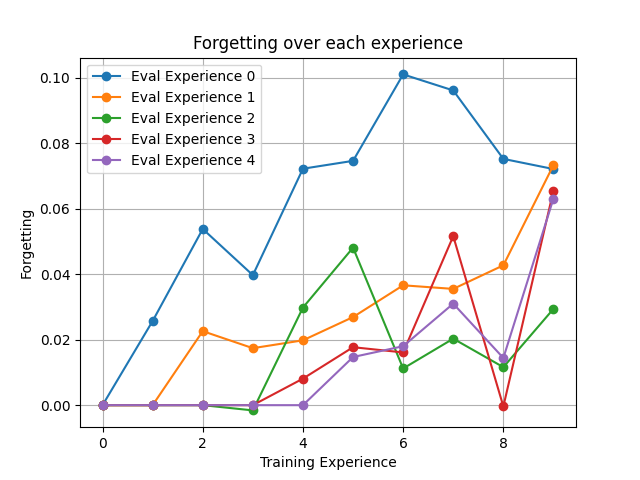 Forgetting over each experience
Eval Experience 0
Eval Experience 1
Eval Experience 2
Eval Experience 3
Eval Experience 4
Forgetting
0.10
0.08
0.06
0.04
0.02
0.00
0 2 4 6 8
Training Experience